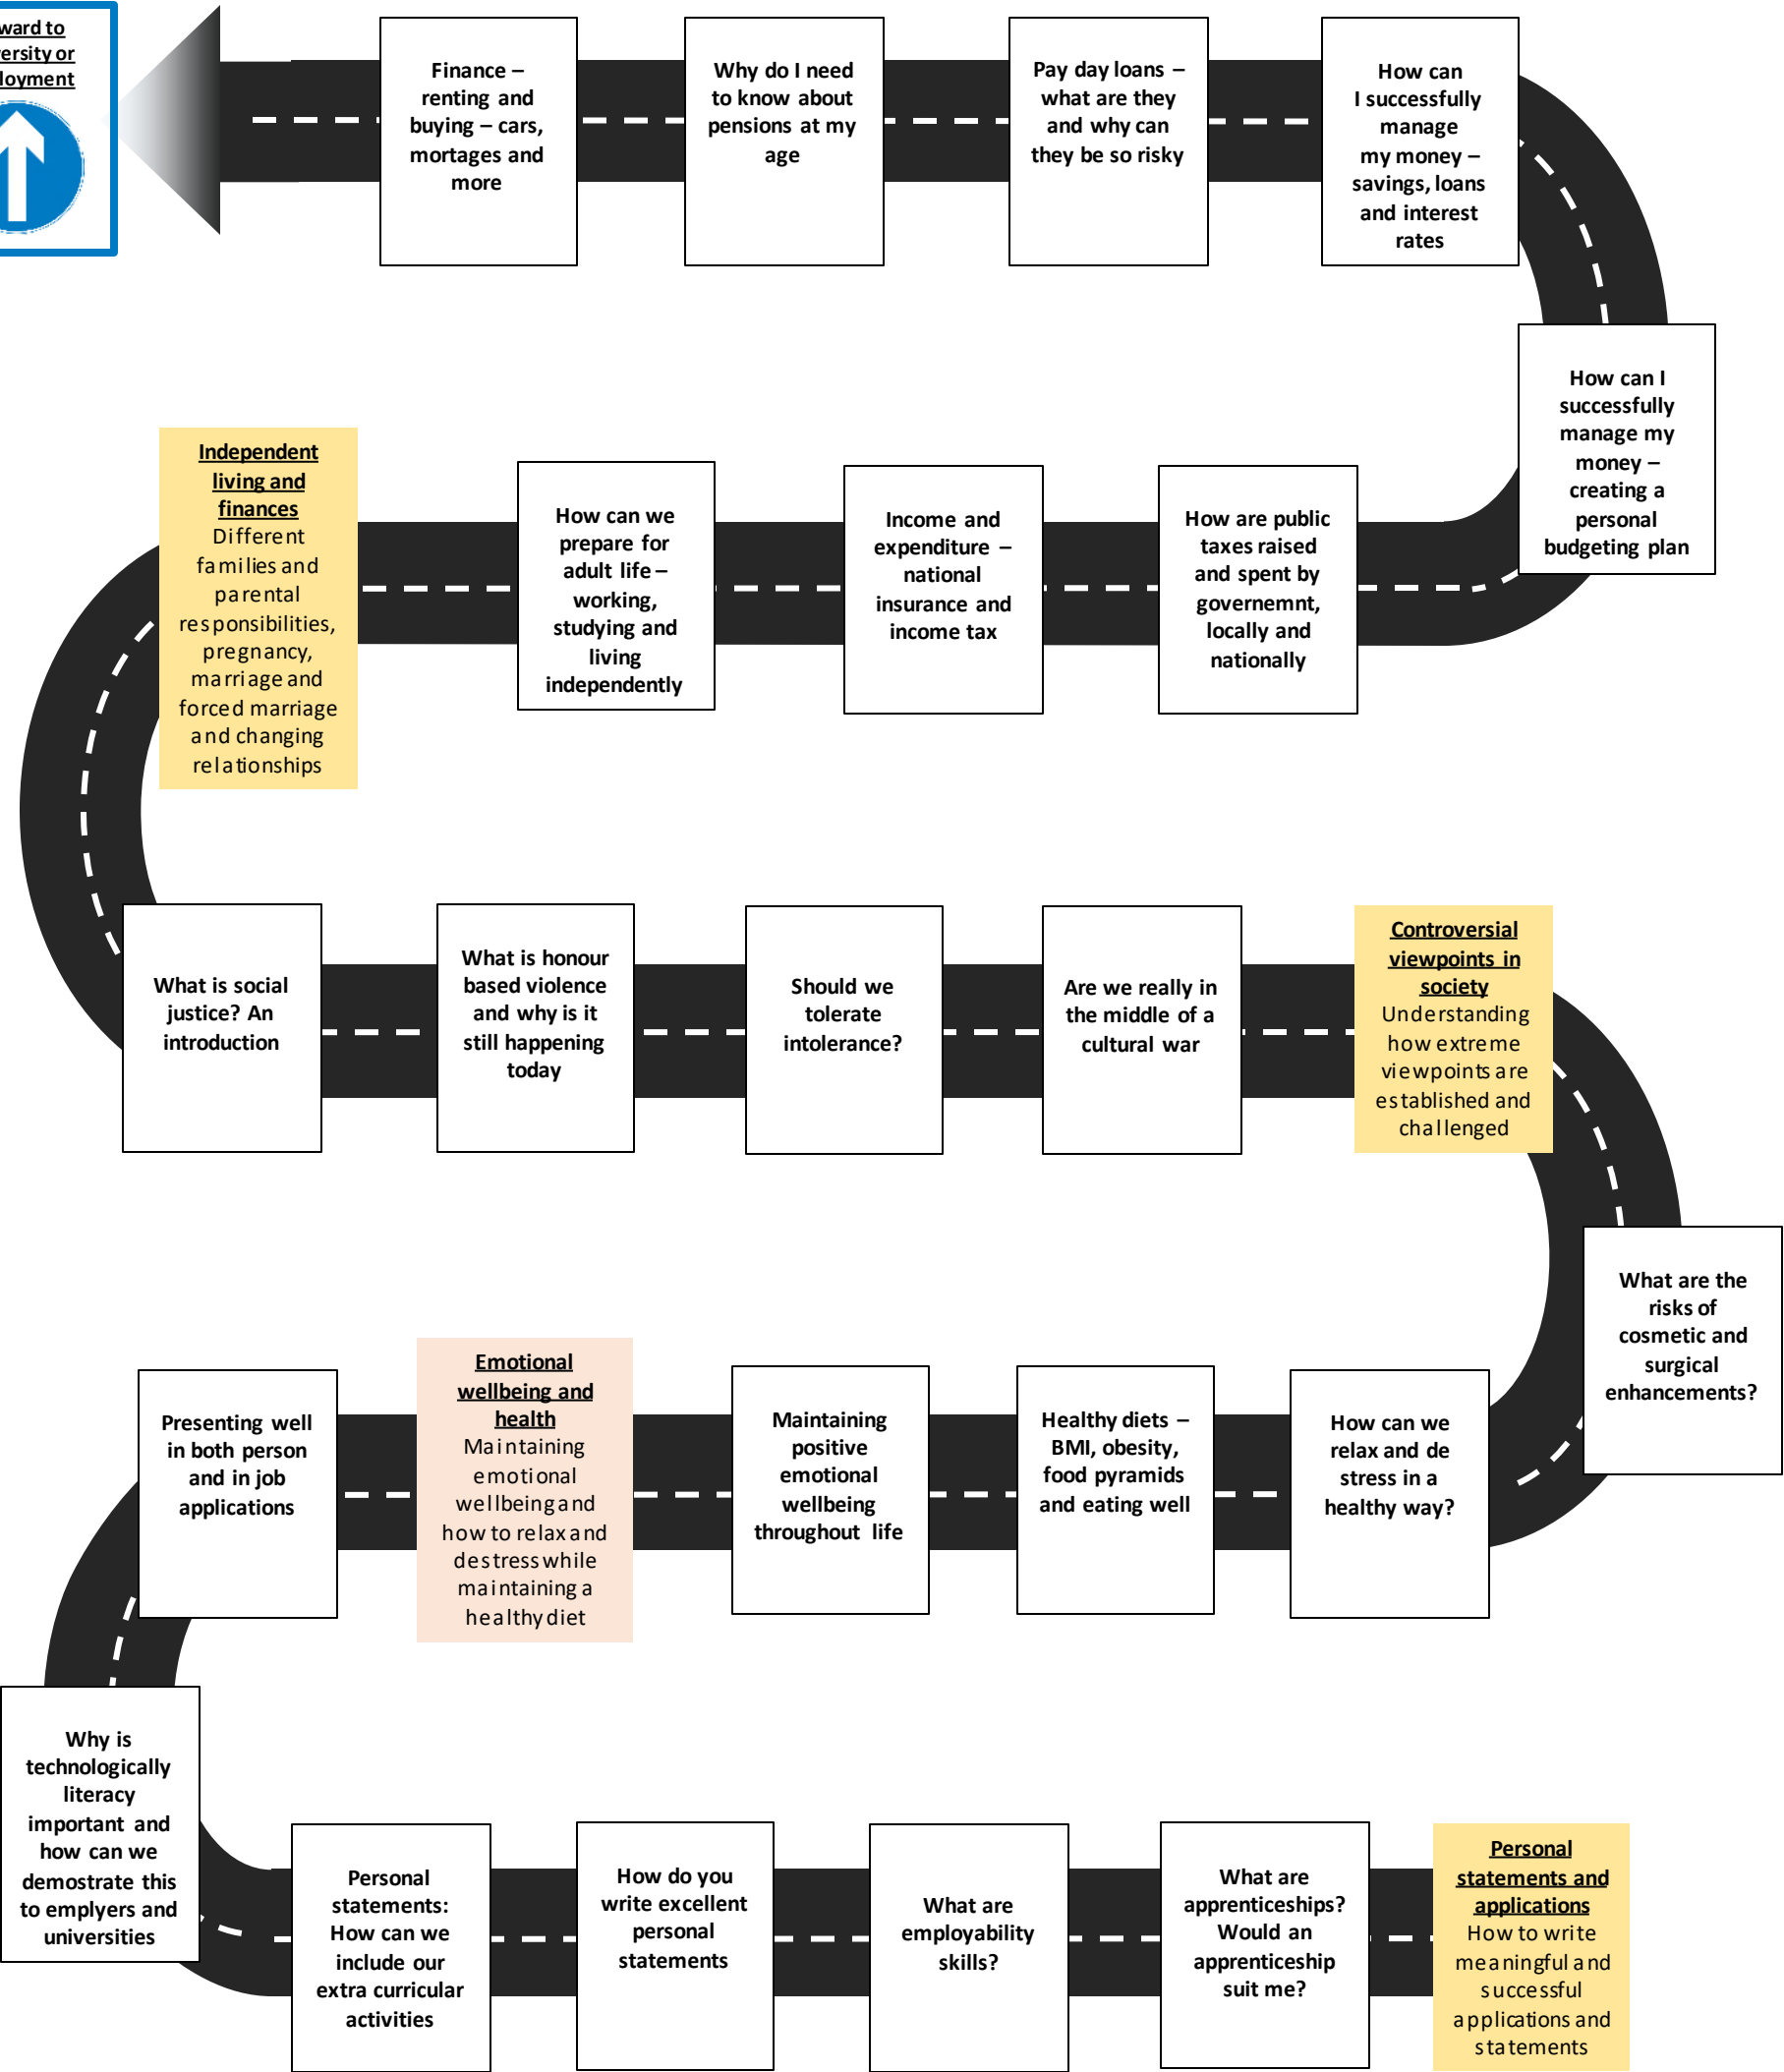 ward to
ersity or
loyment
Finance –
renting and
buying – cars,
mortages and
more
Why do I need
to know about
pensions at my
age
Pay day loans –
what are they
and why can
they be so risky
How can
I successfully
manage
my money –
savings, loans
and interest
rates
How can I
successfully
manage my
money –
creating a
personal
budgeting plan
Independent
living and
finances
Different
families and
parental
responsibilities,
pregnancy,
marriage and
forced marriage
and changing
relationships
How can we
prepare for
adult life –
working,
studying and
living
independently
Income and
expenditure –
national
insurance and
income tax
How are public
taxes raised
and spent by
governemnt,
locally and
nationally
What is social
justice? An
introduction
What is honour
based violence
and why is it
still happening
today
Should we
tolerate
intolerance?
Are we really in
the middle of a
cultural war
Controversial
viewpoints in
society
Understanding
how extreme
viewpoints are
established and
challenged
What are the
risks of
cosmetic and
surgical
enhancements?
Presenting well
in both person
and in job
applications
Emotional
wellbeing and
health
Maintaining
emotional
wellbeing and
how to relax and
destress while
maintaining a
healthy diet
Maintaining
positive
emotional
wellbeing
throughout life
Healthy diets –
BMI, obesity,
food pyramids
and eating well
How can we
relax and de
stress in a
healthy way?
Why is
technologically
literacy
important and
how can we
demostrate this
to emplyers and
universities
Personal
statements:
How can we
include our
extra curricular
activities
How do you
write excellent
personal
statements
What are
employability
skills?
What are
apprenticeships?
Would an
apprenticeship
suit me?
Personal
statements and
applications
How to write
meaningful and
successful
applications and
statements